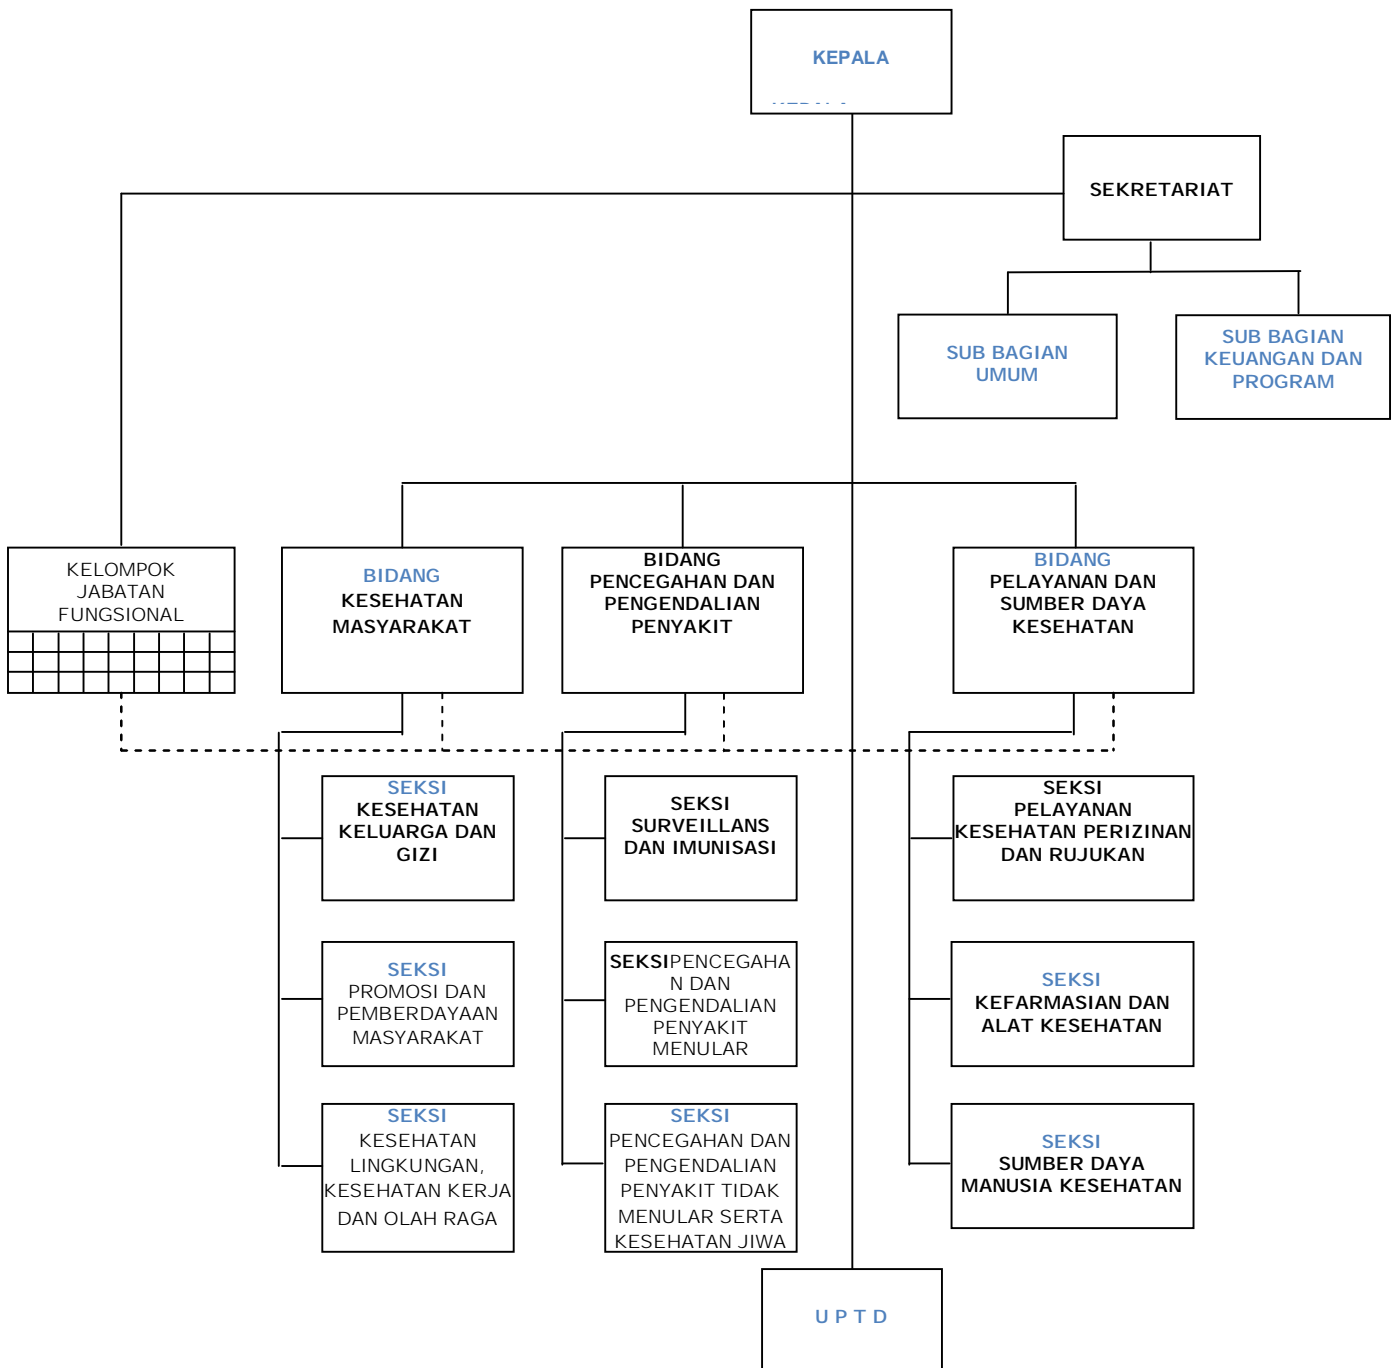 KEPALA
SEKRETARIAT
SUB BAGIAN
UMUM
SUB BAGIAN
KEUANGAN DAN
PROGRAM
KELOMPOK
JABATAN
FUNGSIONAL
BIDANG
KESEHATAN
MASYARAKAT
BIDANG
PENCEGAHAN DAN
PENGENDALIAN
PENYAKIT
BIDANG
PELAYANAN DAN
SUMBER DAYA
KESEHATAN
SEKSI
KESEHATAN
KELUARGA DAN
GIZI
SEKSI
SURVEILLANS
DAN IMUNISASI
SEKSI
PELAYANAN
KESEHATAN PERIZINAN
DAN RUJUKAN
SEKSI
PROMOSI DAN
PEMBERDAYAAN
MASYARAKAT
SEKSIPENCEGAHA
N DAN
PENGENDALIAN
PENYAKIT
MENULAR
SEKSI
KEFARMASIAN DAN
ALAT KESEHATAN
SEKSI
KESEHATAN
LINGKUNGAN,
KESEHATAN KERJA
DAN OLAH RAGA
SEKSI
PENCEGAHAN DAN
PENGENDALIAN
PENYAKIT TIDAK
MENULAR SERTA
KESEHATAN JIWA
SEKSI
SUMBER DAYA
MANUSIA KESEHATAN
U P T D